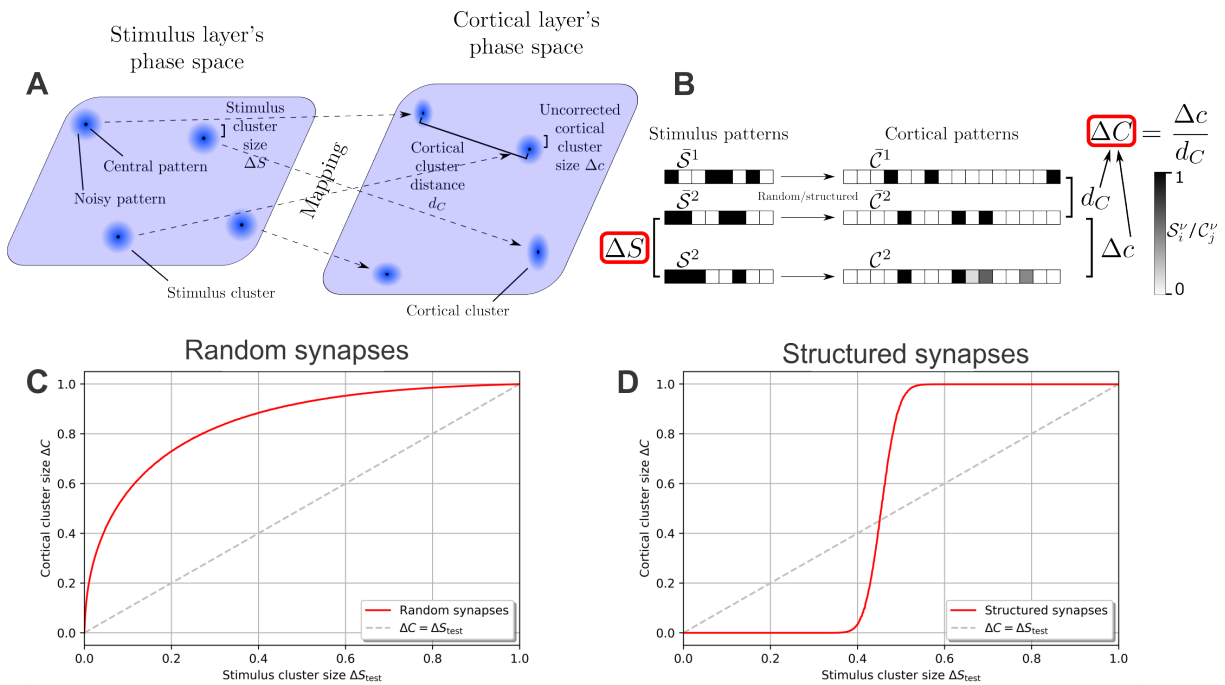 Stimulus layer's
phase space
Cortical layer's
phase space
A
Stimulus
cluster
size
ΔS
Central pattern
Noisy pattern
Stimulus cluster
Mapping
Uncorrected
cortical
cluster
size Δc
Cortical
cluster
distance
d_C
Cortical cluster
B
Stimulus patterns
Cortical patterns
ΔC = Δc / d_C
S̄¹
C̄¹
Random/structured
S̄²
C̄²
d_C
ΔS
S²
C²
Δc
1
S_i^ν/C_j^ν
0
Random synapses
C
1.0
0.8
0.6
0.4
0.2
0.0
Cortical cluster size ΔC
Random synapses
ΔC = ΔS_test
0.0 0.2 0.4 0.6 0.8 1.0
Stimulus cluster size ΔS_test
Structured synapses
D
1.0
0.8
0.6
0.4
0.2
0.0
Cortical cluster size ΔC
Structured synapses
ΔC = ΔS_test
0.0 0.2 0.4 0.6 0.8 1.0
Stimulus cluster size ΔS_test